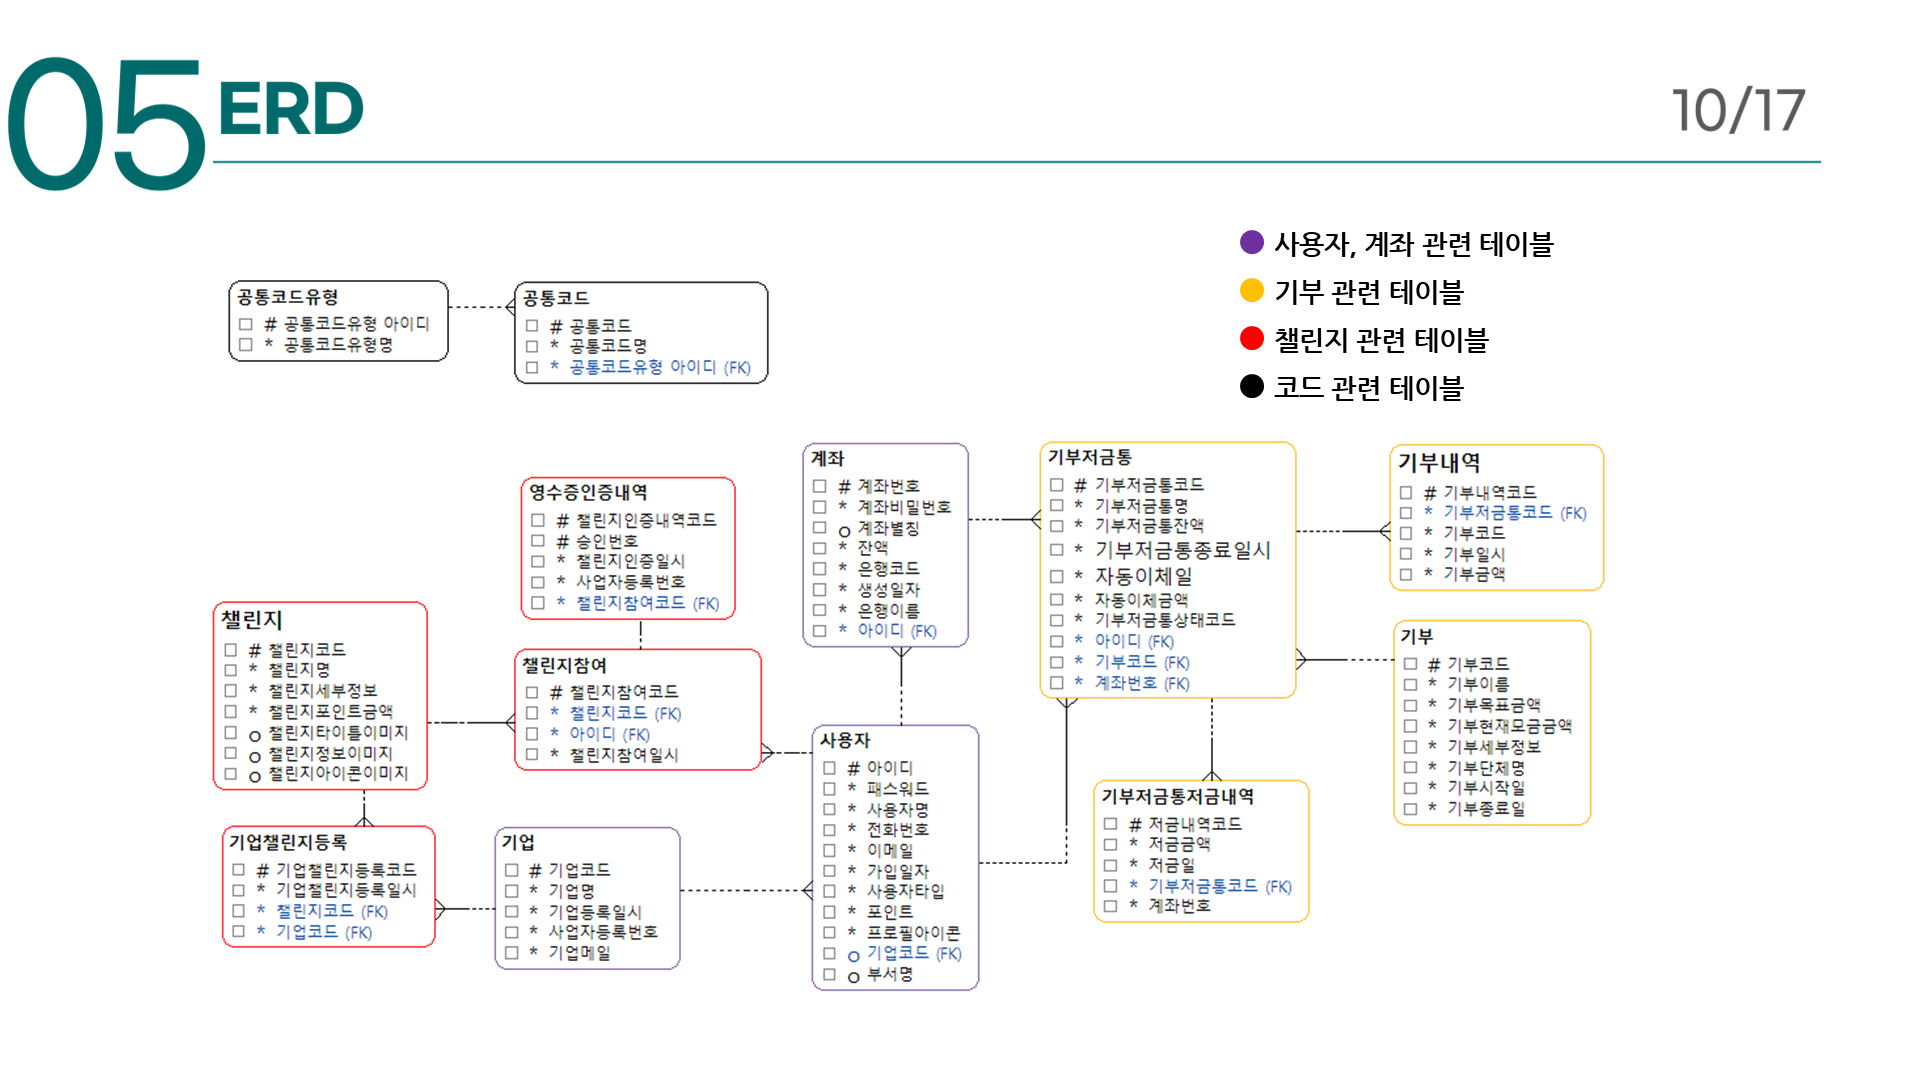 05 ERD
10/17
사용자, 계좌 관련 테이블
기부 관련 테이블
챌린지 관련 테이블
코드 관련 테이블
공통코드유형
# 공통코드유형 아이디
* 공통코드유형명
공통코드
# 공통코드
* 공통코드명
* 공통코드유형 아이디 (FK)
영수증인증내역
# 챌린지인증내역코드
# 승인번호
* 챌린지인증일시
* 사업자등록번호
* 챌린지참여코드 (FK)
챌린지
# 챌린지코드
* 챌린지명
* 챌린지세부정보
* 챌린지포인트금액
o 챌린지타이틀이미지
o 챌린지정보이미지
o 챌린지아이콘이미지
챌린지참여
# 챌린지참여코드
* 챌린지코드 (FK)
* 아이디 (FK)
* 챌린지참여일시
기업챌린지등록
# 기업챌린지등록코드
* 기업챌린지등록일시
* 챌린지코드 (FK)
* 기업코드 (FK)
기업
# 기업코드
* 기업명
* 기업등록일시
* 사업자등록번호
* 기업메일
계좌
# 계좌번호
* 계좌비밀번호
o 계좌별칭
* 잔액
* 은행코드
* 생성일자
* 은행이름
* 아이디 (FK)
사용자
# 아이디
* 패스워드
* 사용자명
* 전화번호
* 이메일
* 가입일자
* 사용자타입
* 포인트
* 프로필아이콘
o 기업코드 (FK)
o 부서명
기부저금통
# 기부저금통코드
* 기부저금통명
* 기부저금통잔액
* 기부저금통종료일시
* 자동이체일
* 자동이체금액
* 기부저금통상태코드
* 아이디 (FK)
* 기부코드 (FK)
* 계좌번호 (FK)
기부저금통저금내역
# 저금내역코드
* 저금금액
* 저금일
* 기부저금통코드 (FK)
* 계좌번호
기부내역
# 기부내역코드
* 기부저금통코드 (FK)
* 기부코드
* 기부일시
* 기부금액
기부
# 기부코드
* 기부이름
* 기부목표금액
* 기부현재모금금액
* 기부세부정보
* 기부단체명
* 기부시작일
* 기부종료일